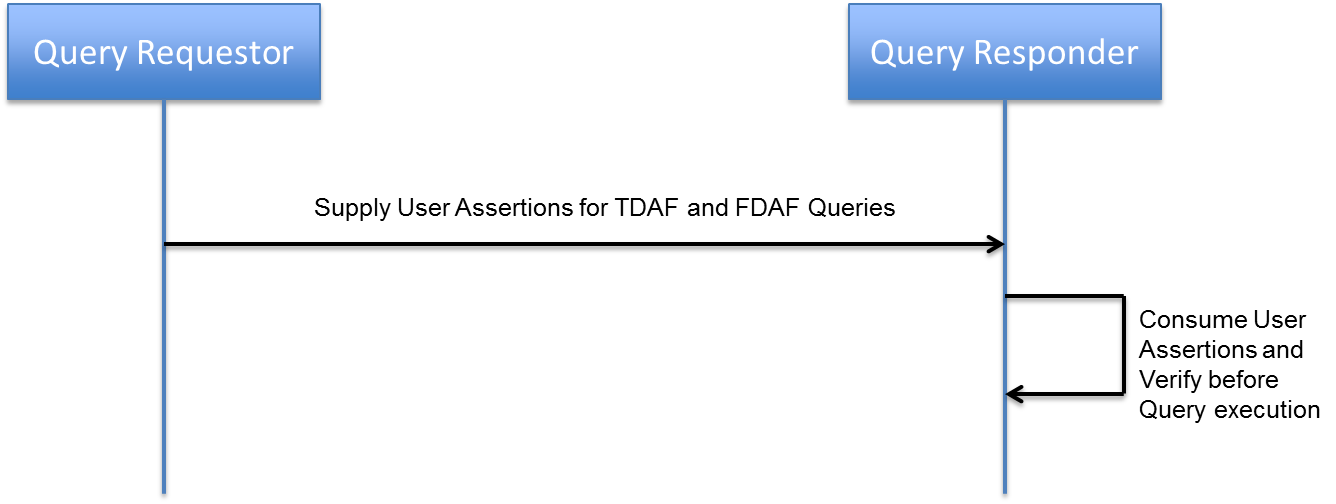 Query Requestor
Query Responder
Supply User Assertions for TDAF and FDAF Queries
Consume User
Assertions and
Verify before
Query execution